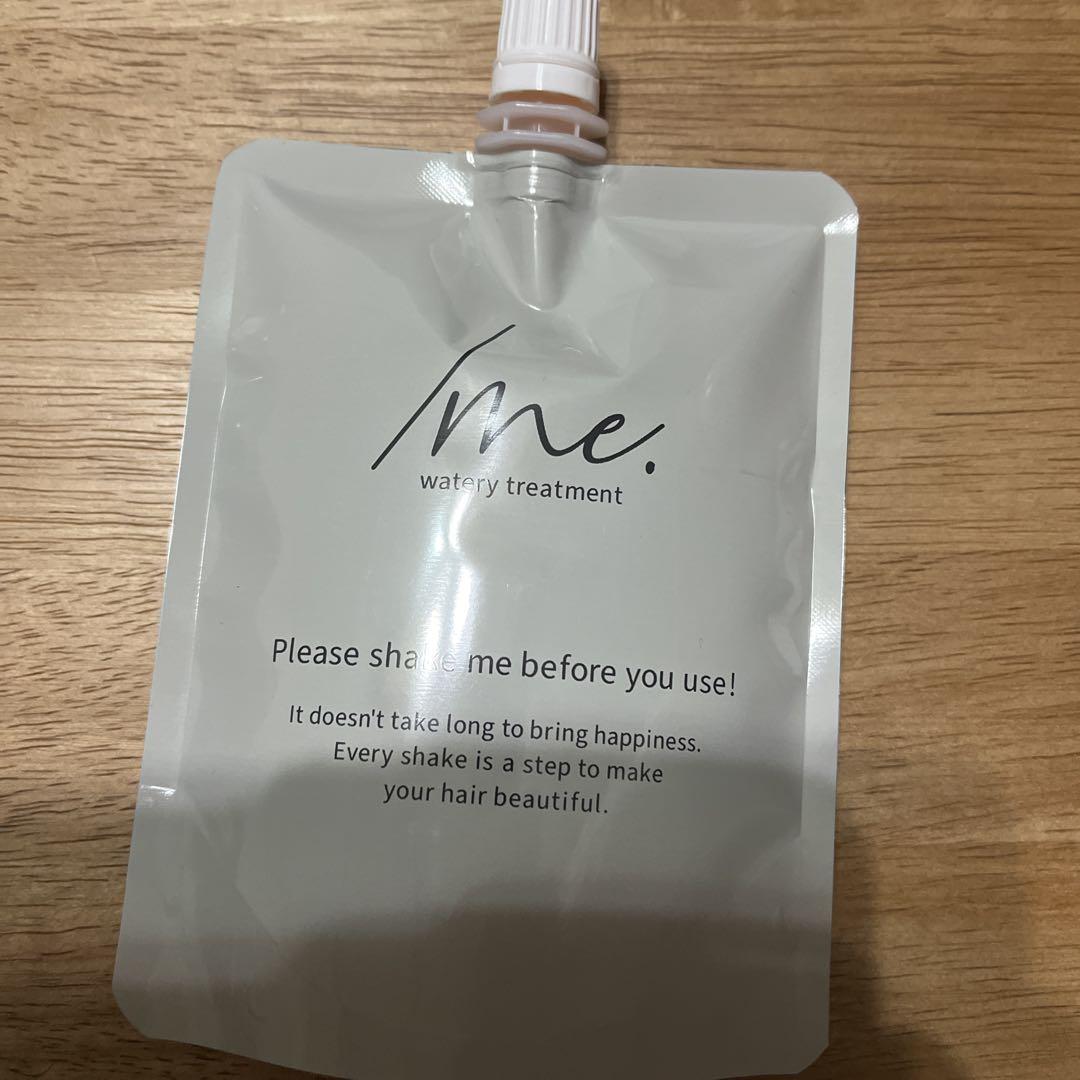 /me.
watery treatment
Please shake me before you use!
It doesn't take long to bring happiness.
Every shake is a step to make
your hair beautiful.